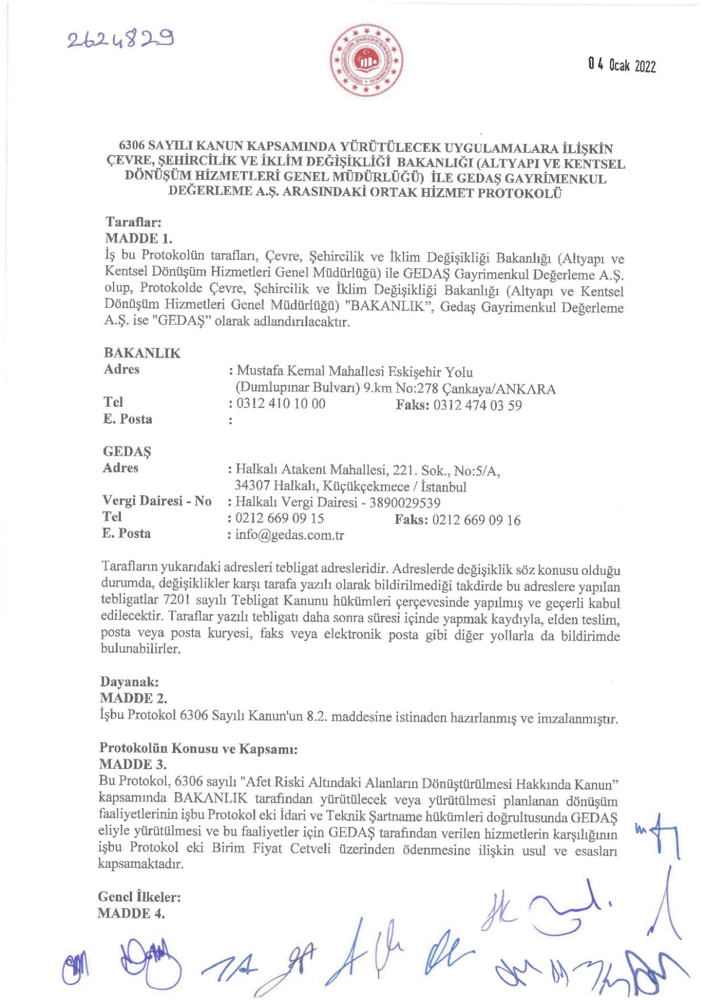 2624829
04 Ocak 2022
6306 SAYILI KANUN KAPSAMINDA YÜRÜTÜLECEK UYGULAMALARA İLİŞKİN
ÇEVRE, ŞEHİRCİLİK VE İKLİM DEĞİŞİKLİĞİ BAKANLIĞI (ALTYAPI VE KENTSEL
DÖNÜŞÜM HİZMETLERİ GENEL MÜDÜRLÜĞÜ) İLE GEDAŞ GAYRİMENKUL
DEĞERLEME A.Ş. ARASINDAKİ ORTAK HİZMET PROTOKOLÜ
Taraflar:
MADDE 1.
İş bu Protokolün tarafları, Çevre, Şehircilik ve İklim Değişikliği Bakanlığı (Altyapı ve
Kentsel Dönüşüm Hizmetleri Genel Müdürlüğü) ile GEDAŞ Gayrimenkul Değerleme A.Ş.
olup, Protokolde Çevre, Şehircilik ve İklim Değişikliği Bakanlığı (Altyapı ve Kentsel
Dönüşüm Hizmetleri Genel Müdürlüğü) "BAKANLIK”, Gedaş Gayrimenkul Değerleme
A.Ş. ise "GEDAŞ” olarak adlandırılacaktır.
BAKANLIK
Adres : Mustafa Kemal Mahallesi Eskişehir Yolu
(Dumlupınar Bulvarı) 9.km No:278 Çankaya/ANKARA
Tel : 0312 410 10 00 Faks: 0312 474 03 59
E. Posta :
GEDAŞ
Adres : Halkalı Atakent Mahallesi, 221. Sok., No:5/A,
34307 Halkalı, Küçükçekmece / İstanbul
Vergi Dairesi - No : Halkalı Vergi Dairesi - 3890029539
Tel : 0212 669 09 15 Faks: 0212 669 09 16
E. Posta : info@gedas.com.tr
Tarafların yukarıdaki adresleri tebligat adresleridir. Adreslerde değişiklik söz konusu olduğu
durumda, değişiklikler karşı tarafa yazılı olarak bildirilmediği takdirde bu adreslere yapılan
tebligatlar 7201 sayılı Tebligat Kanunu hükümleri çerçevesinde yapılmış ve geçerli kabul
edilecektir. Taraflar yazılı tebligatı daha sonra süresi içinde yapmak kaydıyla, elden teslim,
posta veya posta kuryesi, faks veya elektronik posta gibi diğer yollarla da bildirimde
bulunabilirler.
Dayanak:
MADDE 2.
İşbu Protokol 6306 Sayılı Kanun'un 8.2. maddesine istinaden hazırlanmış ve imzalanmıştır.
Protokolün Konusu ve Kapsamı:
MADDE 3.
Bu Protokol, 6306 sayılı "Afet Riski Altındaki Alanların Dönüştürülmesi Hakkında Kanun”
kapsamında BAKANLIK tarafından yürütülecek veya yürütülmesi planlanan dönüşüm
faaliyetlerinin işbu Protokol eki İdari ve Teknik Şartname hükümleri doğrultusunda GEDAŞ
eliyle yürütülmesi ve bu faaliyetler için GEDAŞ tarafından verilen hizmetlerin karşılığının
işbu Protokol eki Birim Fiyat Cetveli üzerinden ödenmesine ilişkin usul ve esasları
kapsamaktadır.
Genel İlkeler:
MADDE 4.